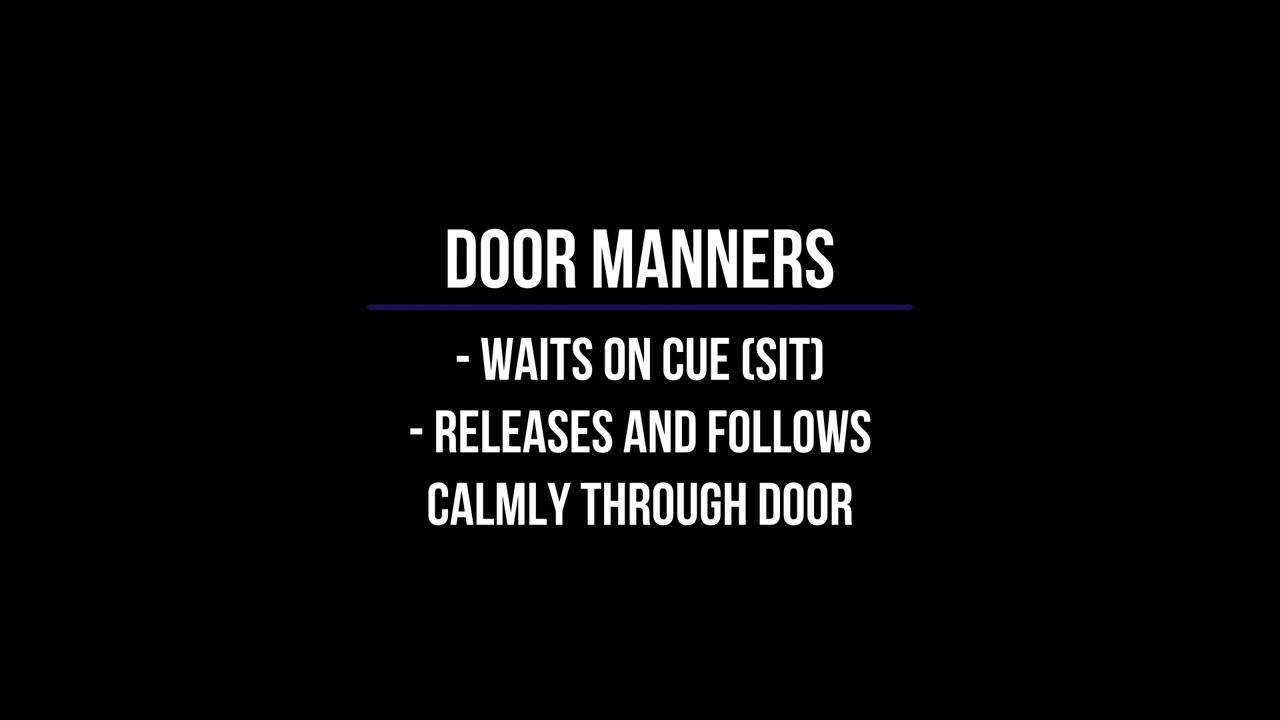 DOOR MANNERS
- WAITS ON CUE (SIT)
- RELEASES AND FOLLOWS
CALMLY THROUGH DOOR